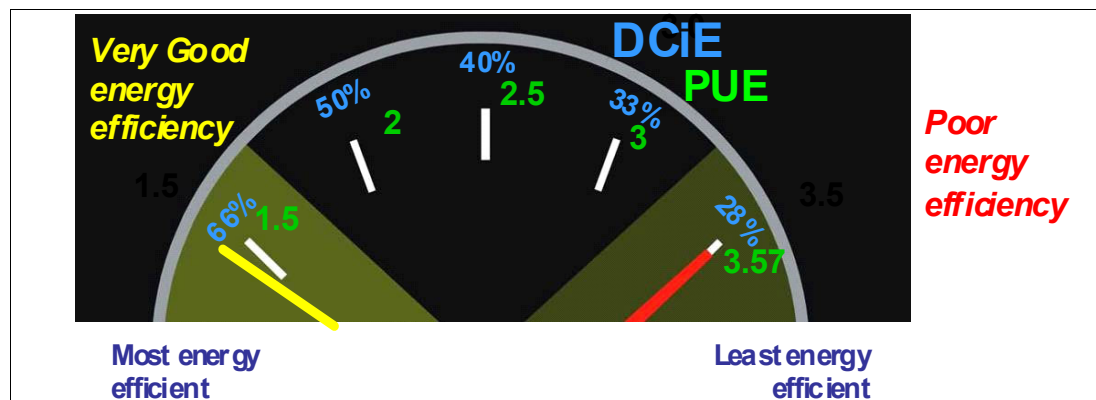 Very Good
energy
efficiency
DCiE
PUE
40%
2.5
50%
2
33%
3
1.5
66%
1.5
28%
3.57
3.5
Poor
energy
efficiency
Most energy
efficient
Least energy
efficient